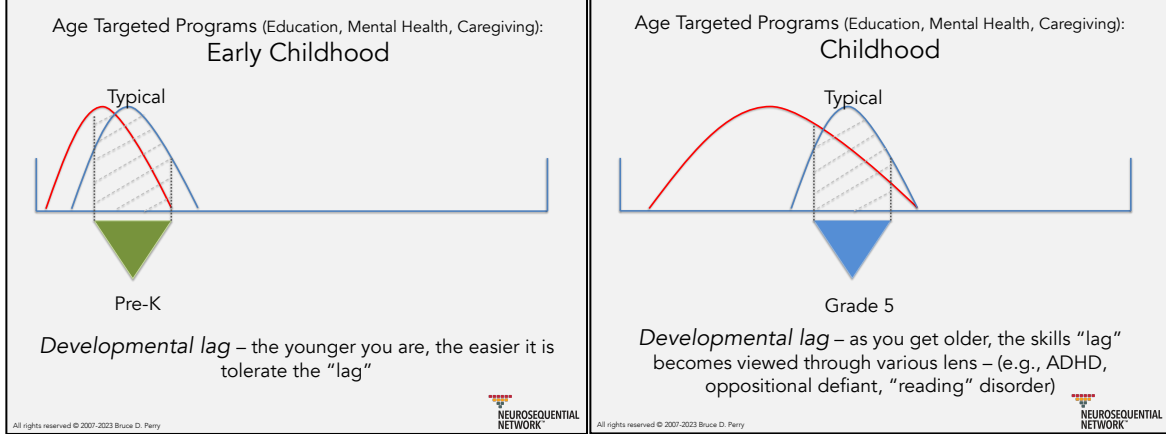 Age Targeted Programs (Education, Mental Health, Caregiving):
Early Childhood
Typical
Pre-K
Developmental lag – the younger you are, the easier it is
tolerate the “lag”
All rights reserved © 2007-2023 Bruce D. Perry
NEUROSEQUENTIAL
NETWORK™
Age Targeted Programs (Education, Mental Health, Caregiving):
Childhood
Typical
Grade 5
Developmental lag – as you get older, the skills “lag”
becomes viewed through various lens – (e.g., ADHD,
oppositional defiant, “reading” disorder)
All rights reserved © 2007-2023 Bruce D. Perry
NEUROSEQUENTIAL
NETWORK™